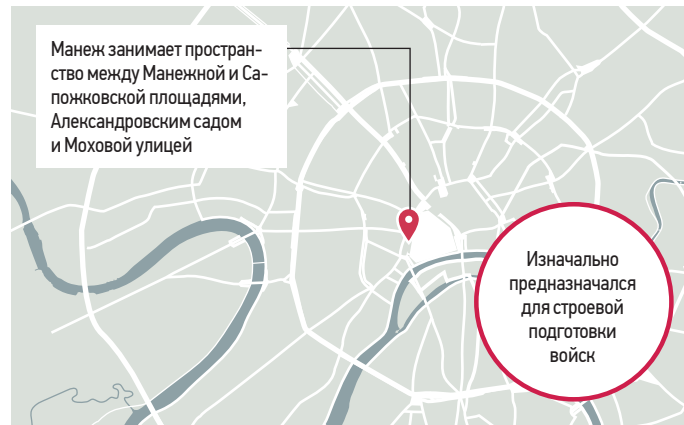 Манеж занимает простран-
ство между Манежной и Са-
пожковской площадями,
Александровским садом
и Моховой улицей
Изначально
предназначался
для строевой
подготовки
войск